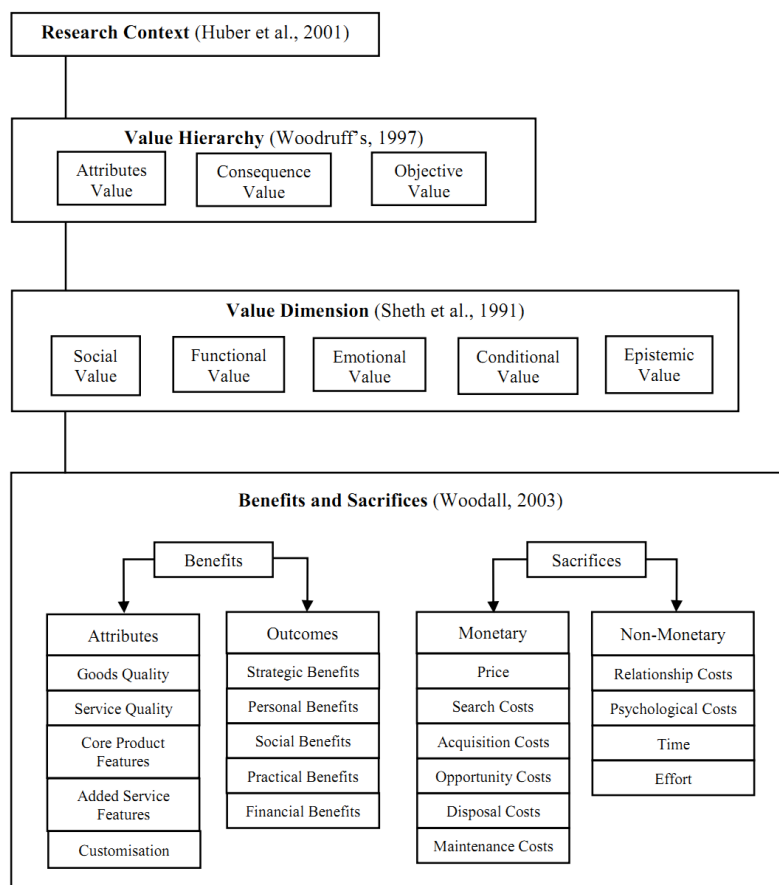 Research Context (Huber et al., 2001)
Value Hierarchy (Woodruff's, 1997)
Attributes
Value
Consequence
Value
Objective
Value
Value Dimension (Sheth et al., 1991)
Social
Value
Functional
Value
Emotional
Value
Conditional
Value
Epistemic
Value
Benefits and Sacrifices (Woodall, 2003)
Benefits
Attributes
Goods Quality
Service Quality
Core Product
Features
Added Service
Features
Customisation
Outcomes
Strategic Benefits
Personal Benefits
Social Benefits
Practical Benefits
Financial Benefits
Sacrifices
Monetary
Price
Search Costs
Acquisition Costs
Opportunity Costs
Disposal Costs
Maintenance Costs
Non-Monetary
Relationship Costs
Psychological Costs
Time
Effort